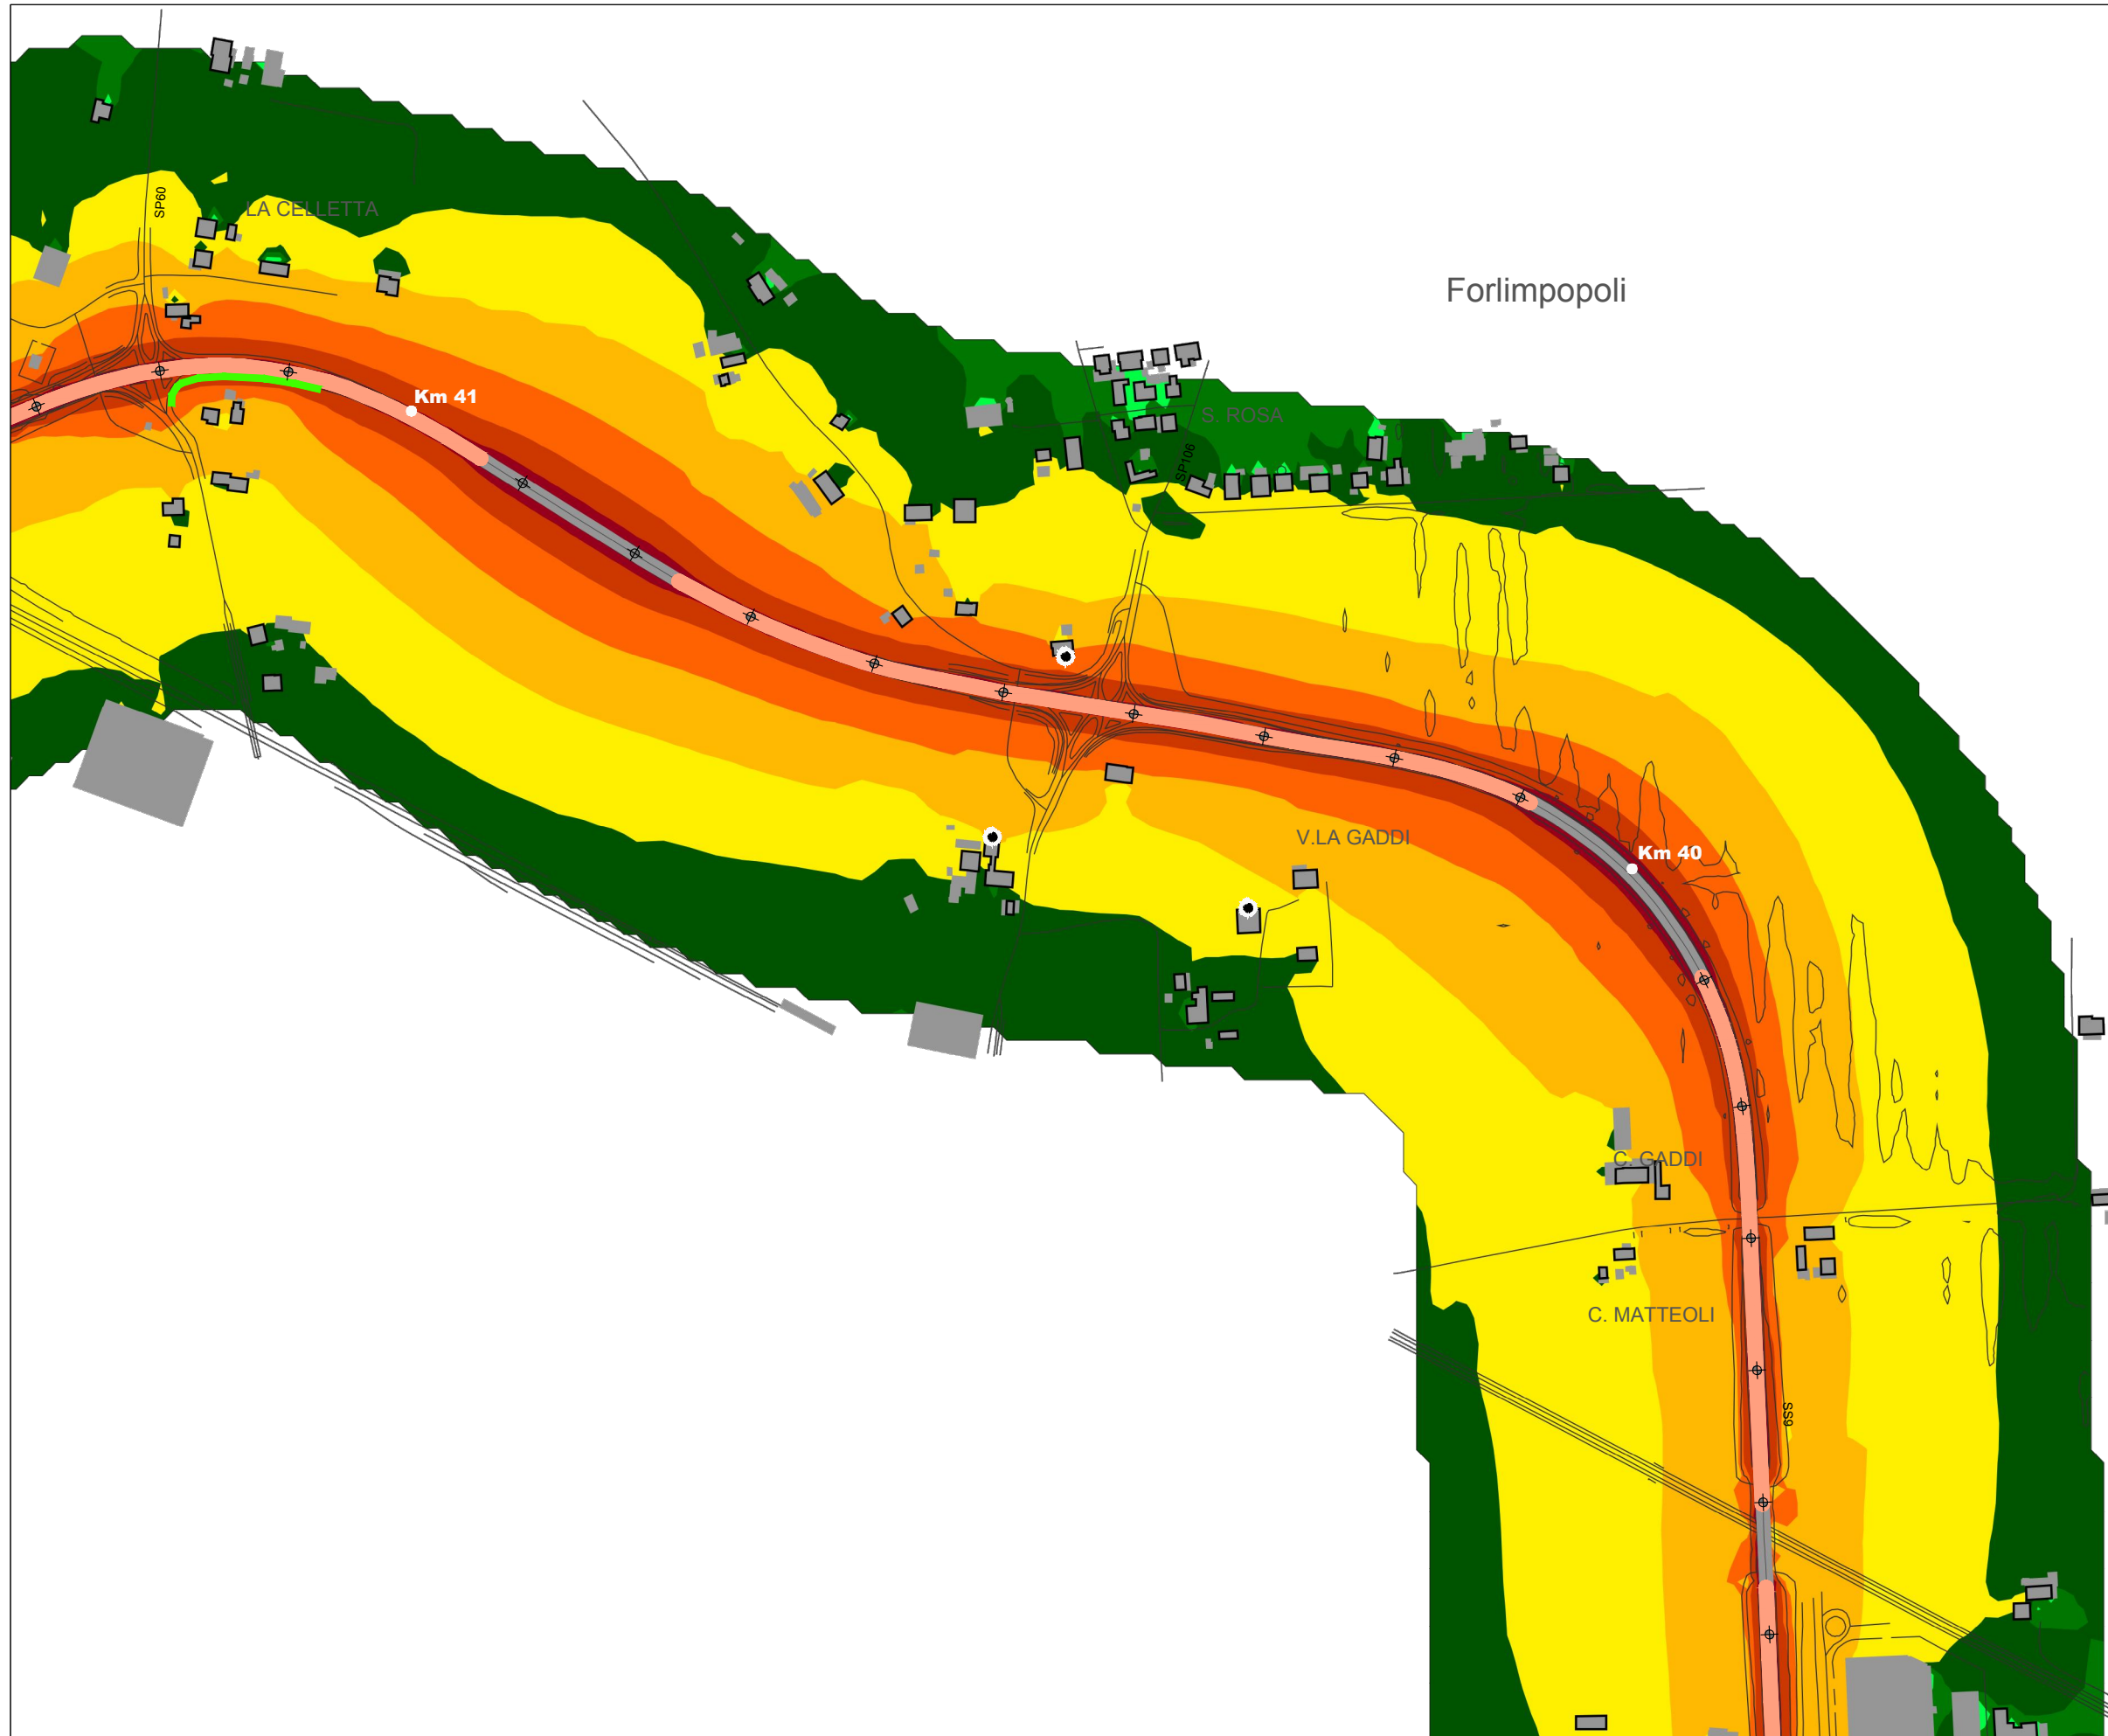 SP60
LA CELLETTA
Forlimpopoli
Km 41
S. ROSA
SP106
V.LA GADDI
Km 40
C. GADDI
C. MATTEOLI
SS9